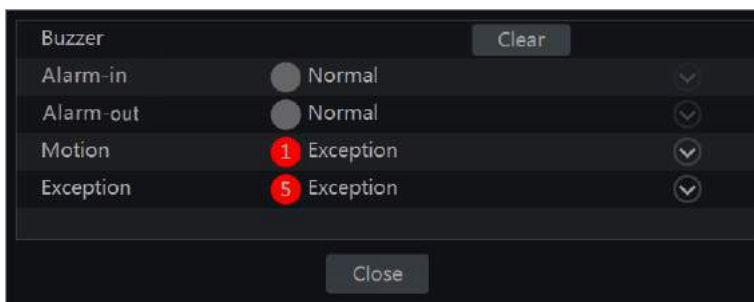 Buzzer Clear
Alarm-in Normal
Alarm-out Normal
Motion 1 Exception
Exception 5 Exception
Close